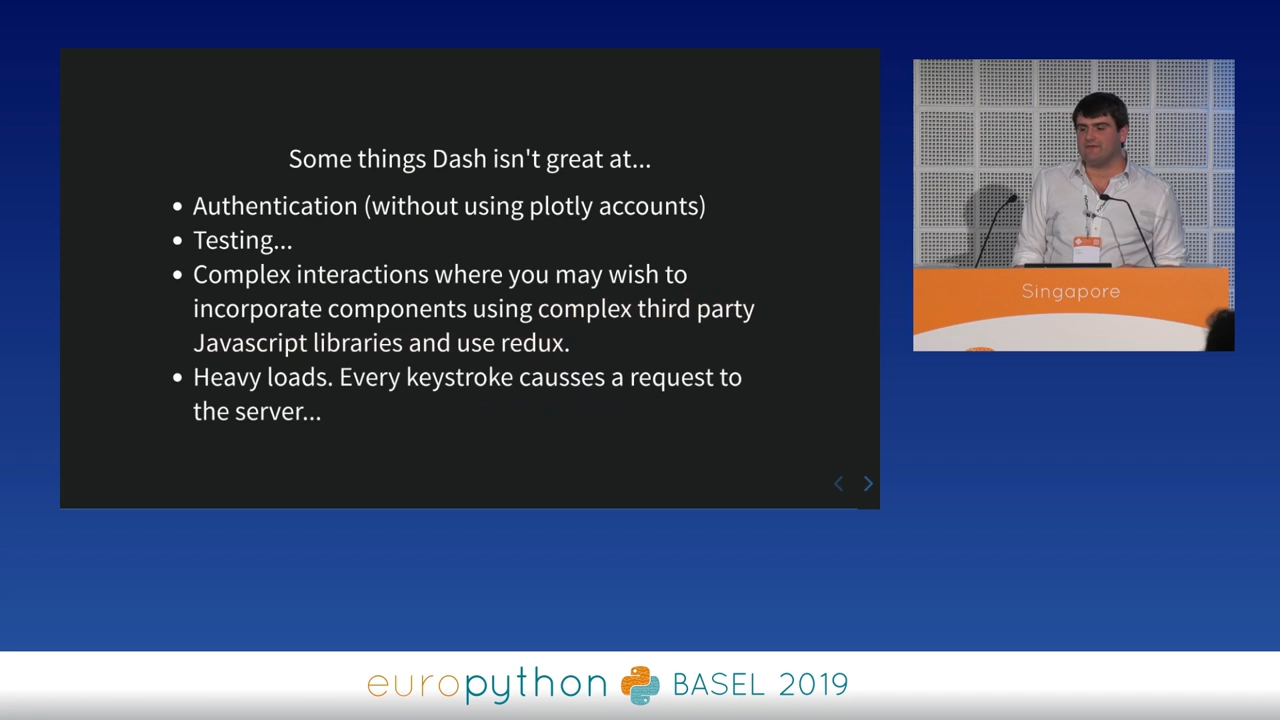 Some things Dash isn't great at...
• Authentication (without using plotly accounts)
• Testing...
• Complex interactions where you may wish to
incorporate components using complex third party
Javascript libraries and use redux.
• Heavy loads. Every keystroke causses a request to
the server...
Singapore
europython BASEL 2019